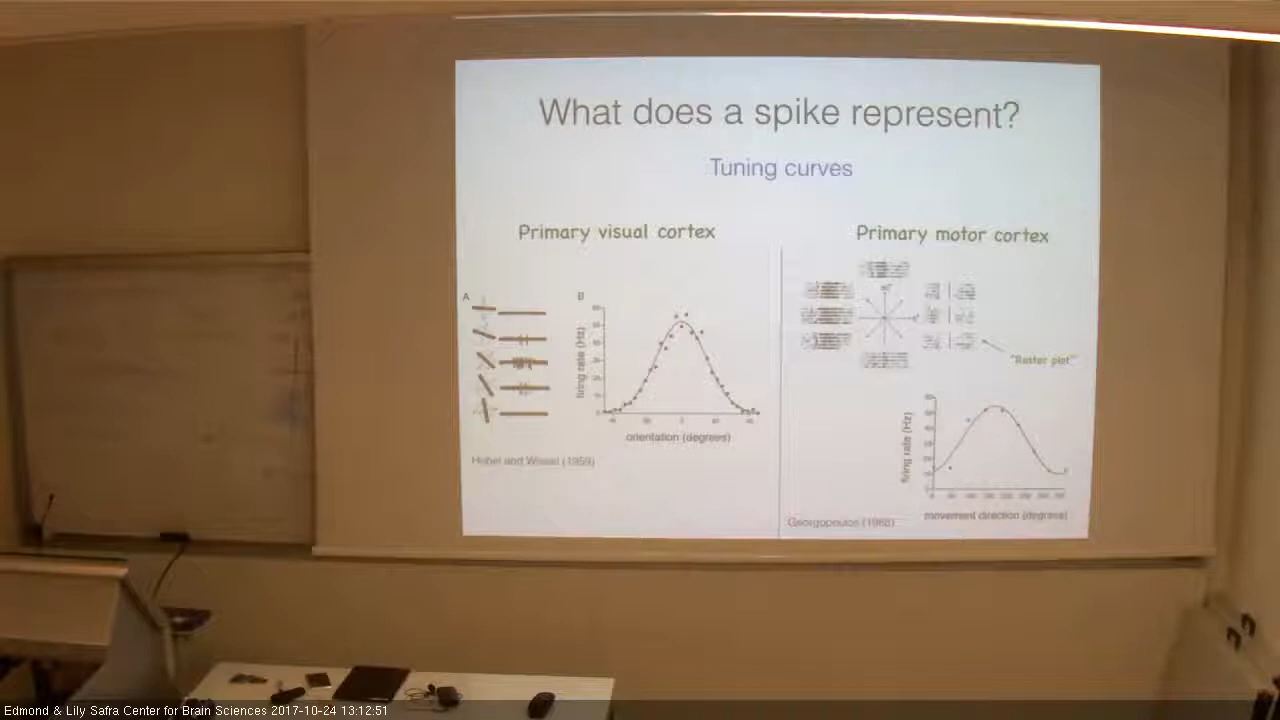 What does a spike represent?
Tuning curves
Primary visual cortex
Primary motor cortex
A
B
firing rate (Hz)
orientation (degrees)
Hubel and Wiesel (1959)
"Raster plot"
firing rate (Hz)
movement direction (degrees)
Georgopoulos (1982)
Edmond & Lily Safra Center for Brain Sciences 2017-10-24 13:12:51